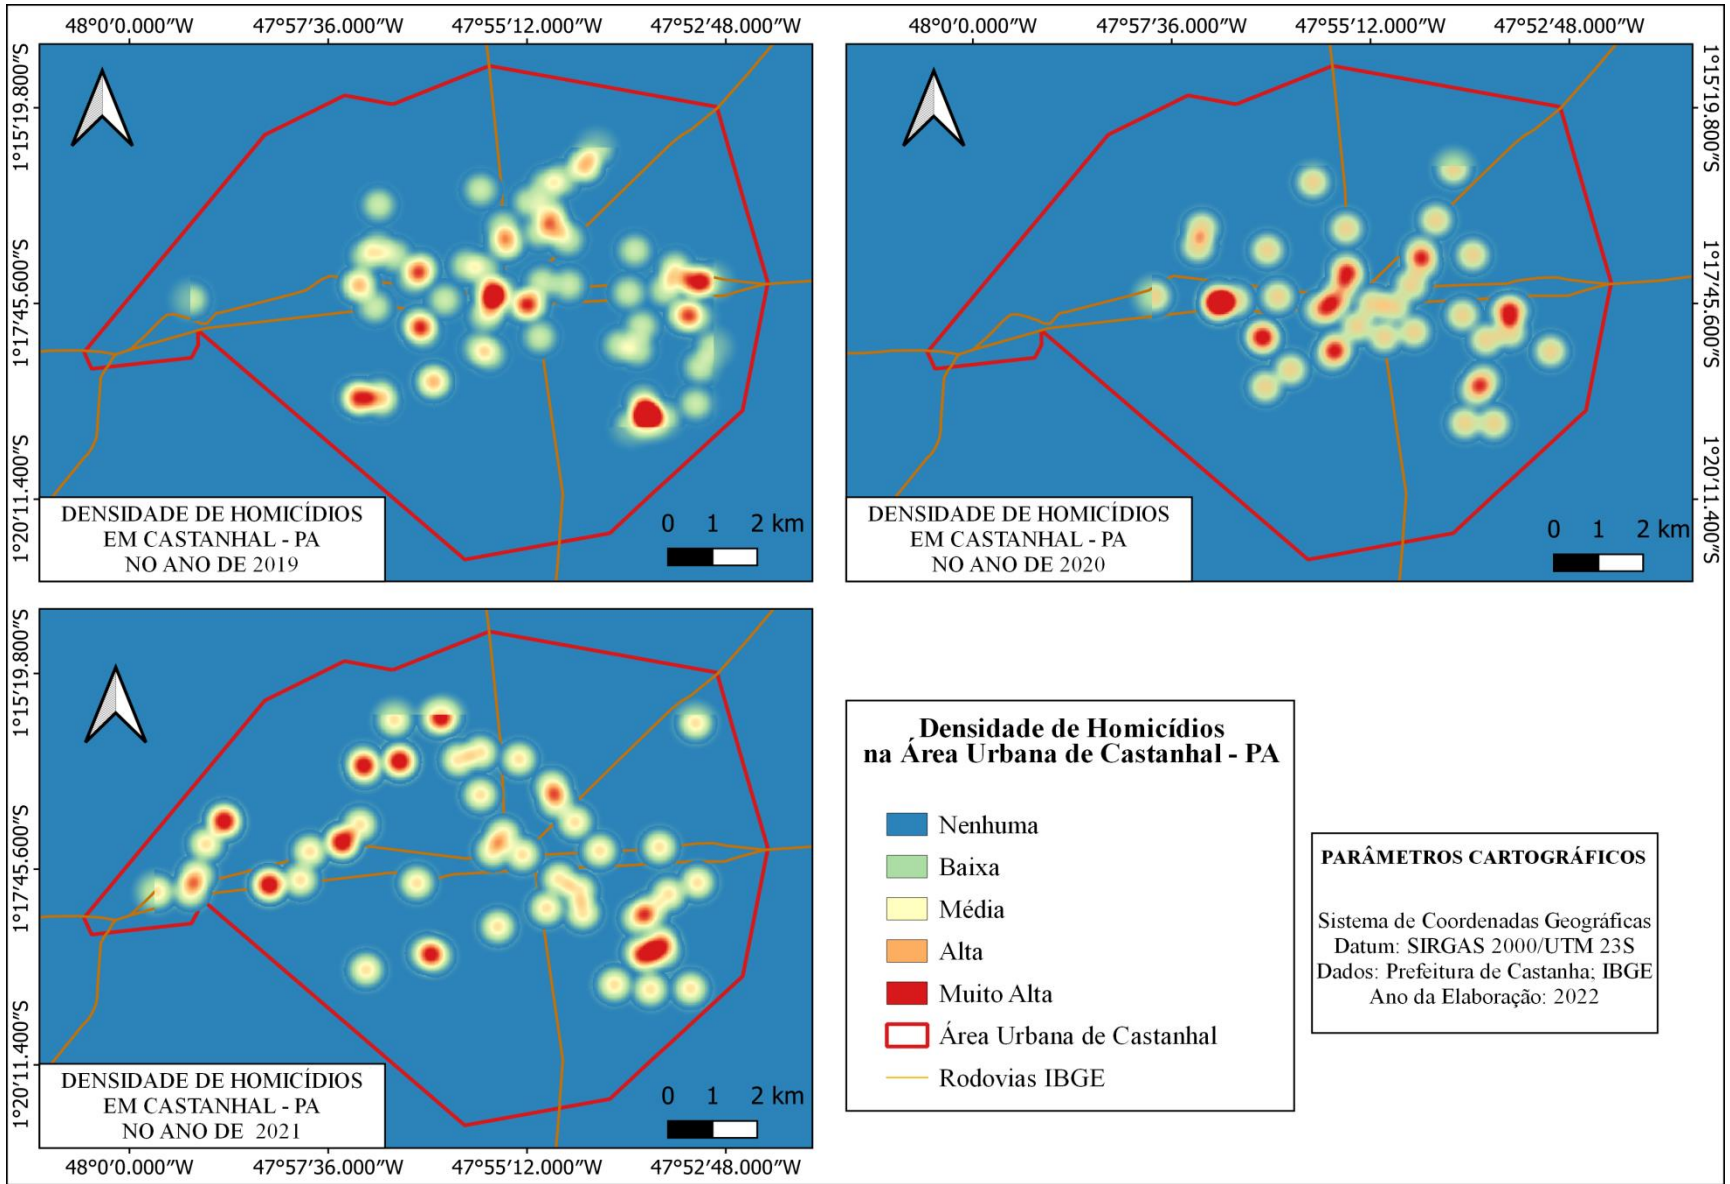 48°0′0.000″W 47°57′36.000″W 47°55′12.000″W 47°52′48.000″W
47°57′36.000″W 47°55′12.000″W 47°52′48.000″W
1°15′19.800″S
1°17′45.600″S
1°20′11.400″S
DENSIDADE DE HOMICÍDIOS
EM CASTANHAL - PA
NO ANO DE 2019
0 1 2 km
DENSIDADE DE HOMICÍDIOS
EM CASTANHAL - PA
NO ANO DE 2020
0 1 2 km
1°15′19.800″S
1°17′45.600″S
1°20′11.400″S
1°15′19.800″S
1°17′45.600″S
1°20′11.400″S
DENSIDADE DE HOMICÍDIOS
EM CASTANHAL - PA
NO ANO DE 2021
0 1 2 km
48°0′0.000″W 47°57′36.000″W 47°55′12.000″W 47°52′48.000″W
Densidade de Homicídios
na Área Urbana de Castanhal - PA
Nenhuma
Baixa
Média
Alta
Muito Alta
Área Urbana de Castanhal
Rodovias IBGE
PARÂMETROS CARTOGRÁFICOS
Sistema de Coordenadas Geográficas
Datum: SIRGAS 2000/UTM 23S
Dados: Prefeitura de Castanha; IBGE
Ano da Elaboração: 2022